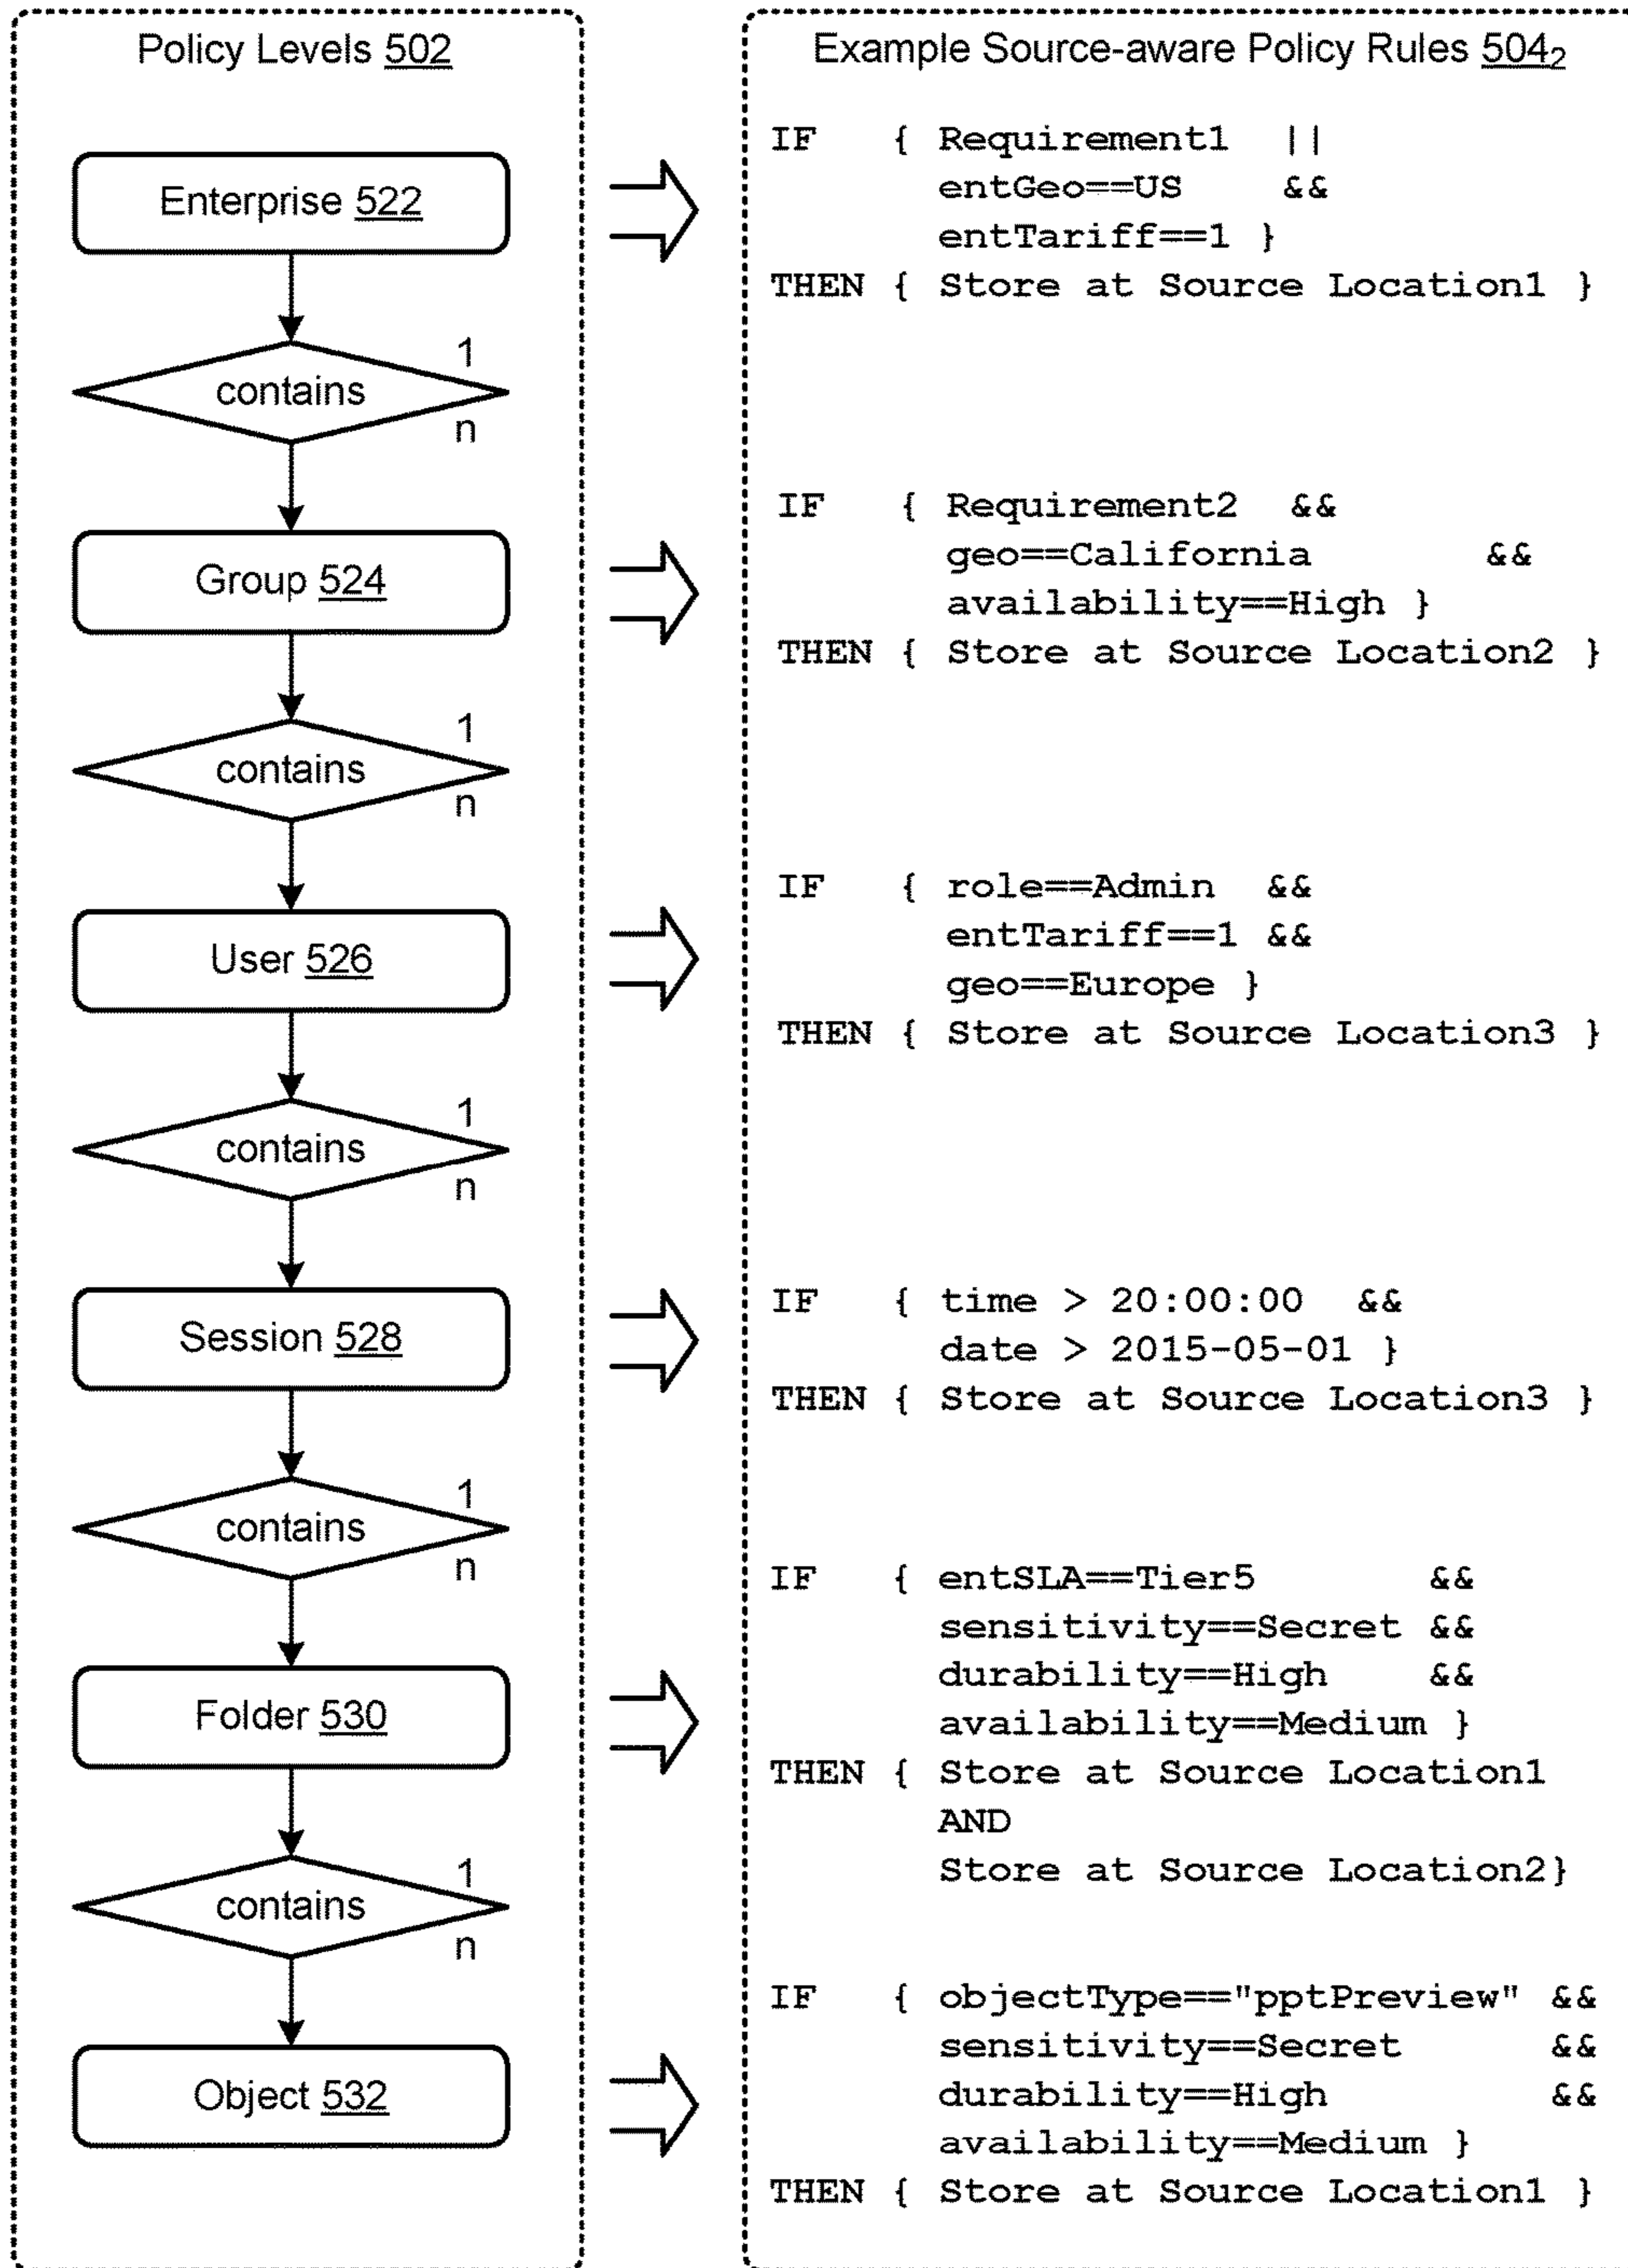 Policy Levels 502
Enterprise 522
1
contains
n
Group 524
1
contains
n
User 526
1
contains
n
Session 528
1
contains
n
Folder 530
1
contains
n
Object 532
Example Source-aware Policy Rules 504₂
IF { Requirement1 ||
entGeo==US &&
entTariff==1 }
THEN { Store at Source Location1 }
IF { Requirement2 &&
geo==California &&
availability==High }
THEN { Store at Source Location2 }
IF { role==Admin &&
entTariff==1 &&
geo==Europe }
THEN { Store at Source Location3 }
IF { time > 20:00:00 &&
date > 2015-05-01 }
THEN { Store at Source Location3 }
IF { entSLA==Tier5 &&
sensitivity==Secret &&
durability==High &&
availability==Medium }
THEN { Store at Source Location1
AND
Store at Source Location2}
IF { objectType=="pptPreview" &&
sensitivity==Secret &&
durability==High &&
availability==Medium }
THEN { Store at Source Location1 }